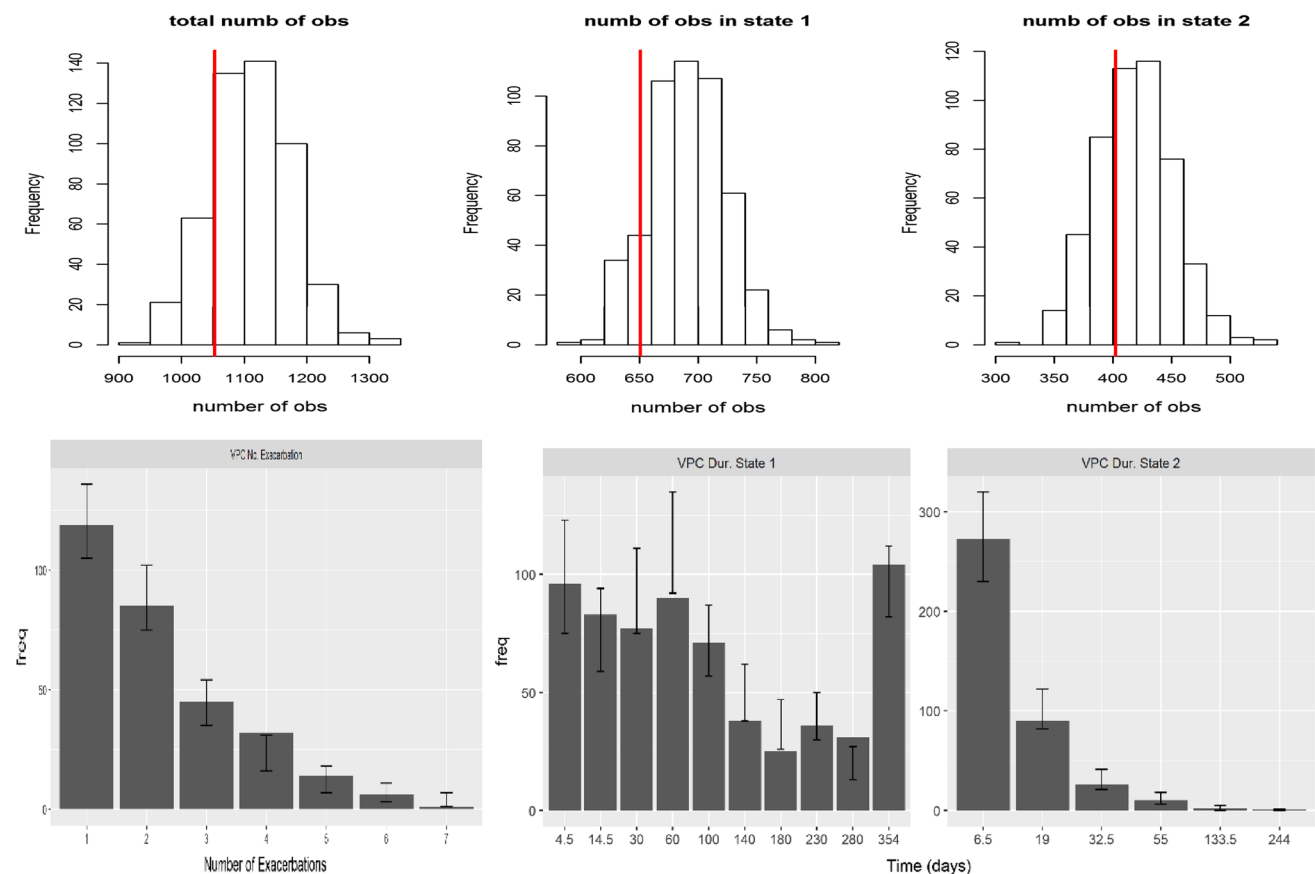 total numb of obs
Frequency
0 20 40 60 80 100 120 140
900 1000 1100 1200 1300
number of obs
numb of obs in state 1
Frequency
0 20 40 60 80 100
600 650 700 750 800
number of obs
numb of obs in state 2
Frequency
0 20 40 60 80 100 120
300 350 400 450 500
number of obs
VPC No. Exacarbation
freq
100
50
0
1 2 3 4 5 6 7
Number of Exacerbations
VPC Dur. State 1
freq
100
50
0
4.5 14.5 30 60 100 140 180 230 280 354
VPC Dur. State 2
300
200
100
0
6.5 19 32.5 55 133.5 244
Time (days)